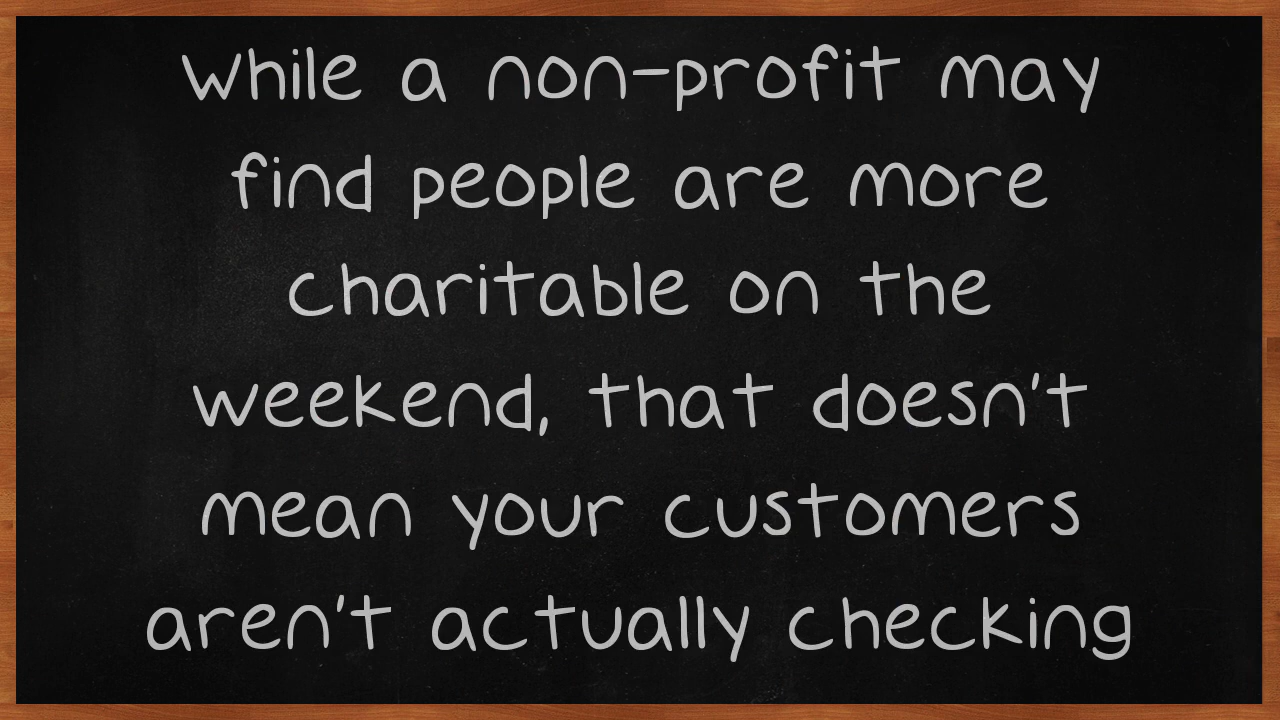 While a non-profit may
find people are more
charitable on the
weekend, that doesn't
mean your customers
aren't actually checking